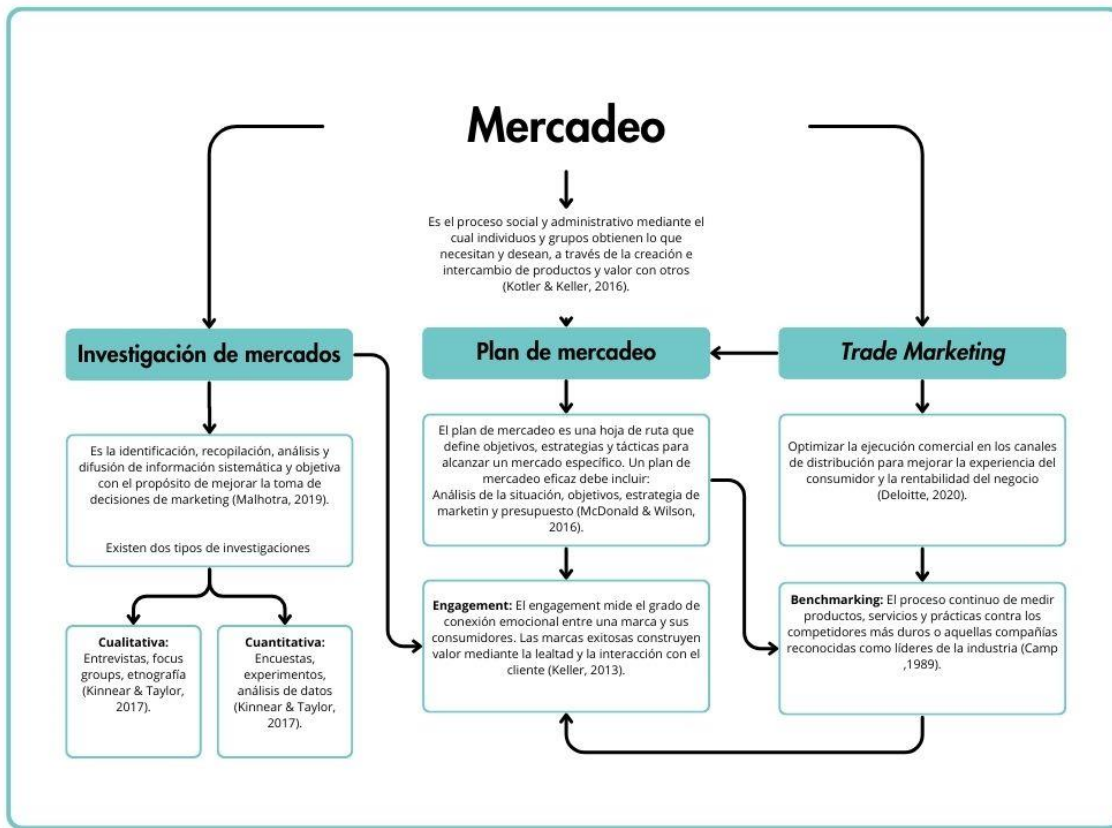 Mercadeo
Es el proceso social y administrativo mediante el
cual individuos y grupos obtienen lo que
necesitan y desean, a través de la creación e
intercambio de productos y valor con otros
(Kotler & Keller, 2016).
Investigación de mercados
Es la identificación, recopilación, análisis y
difusión de información sistemática y objetiva
con el propósito de mejorar la toma de
decisiones de marketing (Malhotra, 2019).
Existen dos tipos de investigaciones
Cualitativa:
Entrevistas, focus
groups, etnografía
(Kinnear & Taylor,
2017).
Cuantitativa:
Encuestas,
experimentos,
análisis de datos
(Kinnear & Taylor,
2017).
Plan de mercadeo
El plan de mercadeo es una hoja de ruta que
define objetivos, estrategias y tácticas para
alcanzar un mercado específico. Un plan de
mercadeo eficaz debe incluir:
Análisis de la situación, objetivos, estrategia de
marketin y presupuesto (McDonald & Wilson,
2016).
Engagement: El engagement mide el grado de
conexión emocional entre una marca y sus
consumidores. Las marcas exitosas construyen
valor mediante la lealtad y la interacción con el
cliente (Keller, 2013).
Trade Marketing
Optimizar la ejecución comercial en los canales
de distribución para mejorar la experiencia del
consumidor y la rentabilidad del negocio
(Deloitte, 2020).
Benchmarking: El proceso continuo de medir
productos, servicios y prácticas contra los
competidores más duros o aquellas compañías
reconocidas como líderes de la industria (Camp
,1989).